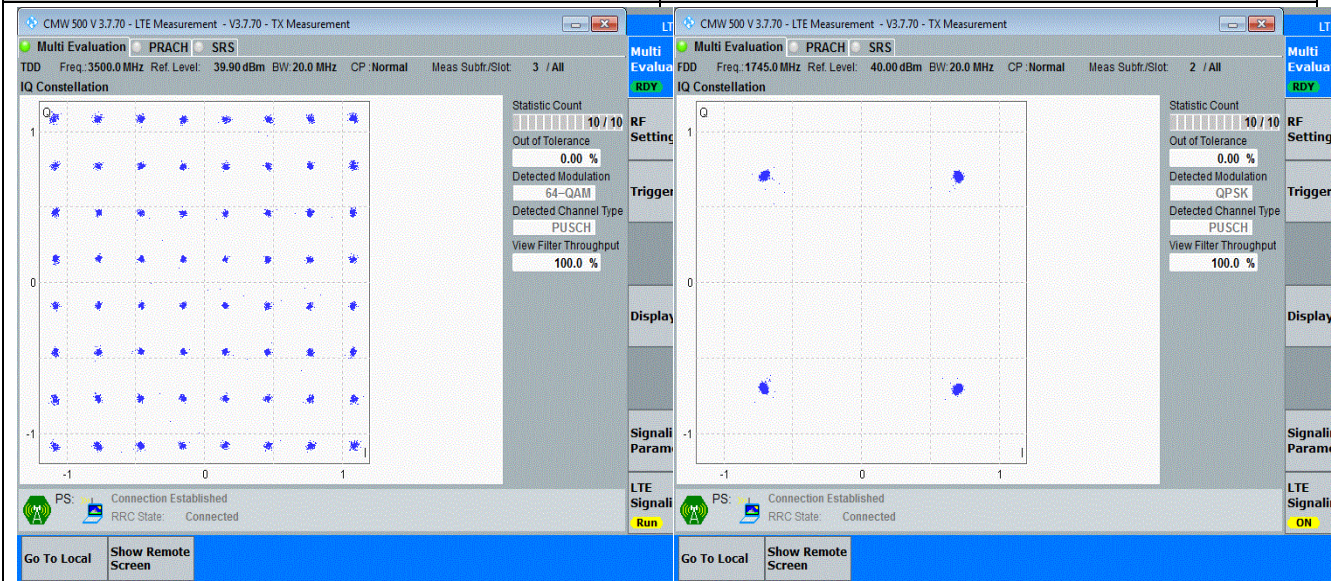 CMW 500 V 3.7.70 - LTE Measurement - V3.7.70 - TX Measurement
LT
Multi Evaluation PRACH SRS
TDD Freq.: 3500.0 MHz Ref. Level: 39.90 dBm BW: 20.0 MHz CP : Normal Meas Subfr./Slot: 3 / All
IQ Constellation
Q
1
0
-1
-1 0 1
I
Statistic Count
10 / 10
Out of Tolerance
0.00 %
Detected Modulation
64-QAM
Detected Channel Type
PUSCH
View Filter Throughput
100.0 %
Multi
Evalua
RDY
RF
Setting
Trigger
Display
Signali
Param
LTE
Signali
Run
PS: Connection Established
RRC State: Connected
Go To Local
Show Remote
Screen
CMW 500 V 3.7.70 - LTE Measurement - V3.7.70 - TX Measurement
LT
Multi Evaluation PRACH SRS
FDD Freq.: 1745.0 MHz Ref. Level: 40.00 dBm BW: 20.0 MHz CP : Normal Meas Subfr./Slot: 2 / All
IQ Constellation
Q
1
0
-1
-1 0 1
I
Statistic Count
10 / 10
Out of Tolerance
0.00 %
Detected Modulation
QPSK
Detected Channel Type
PUSCH
View Filter Throughput
100.0 %
Multi
Evalua
RDY
RF
Setting
Trigger
Display
Signali
Param
LTE
Signali
ON
PS: Connection Established
RRC State: Connected
Go To Local
Show Remote
Screen